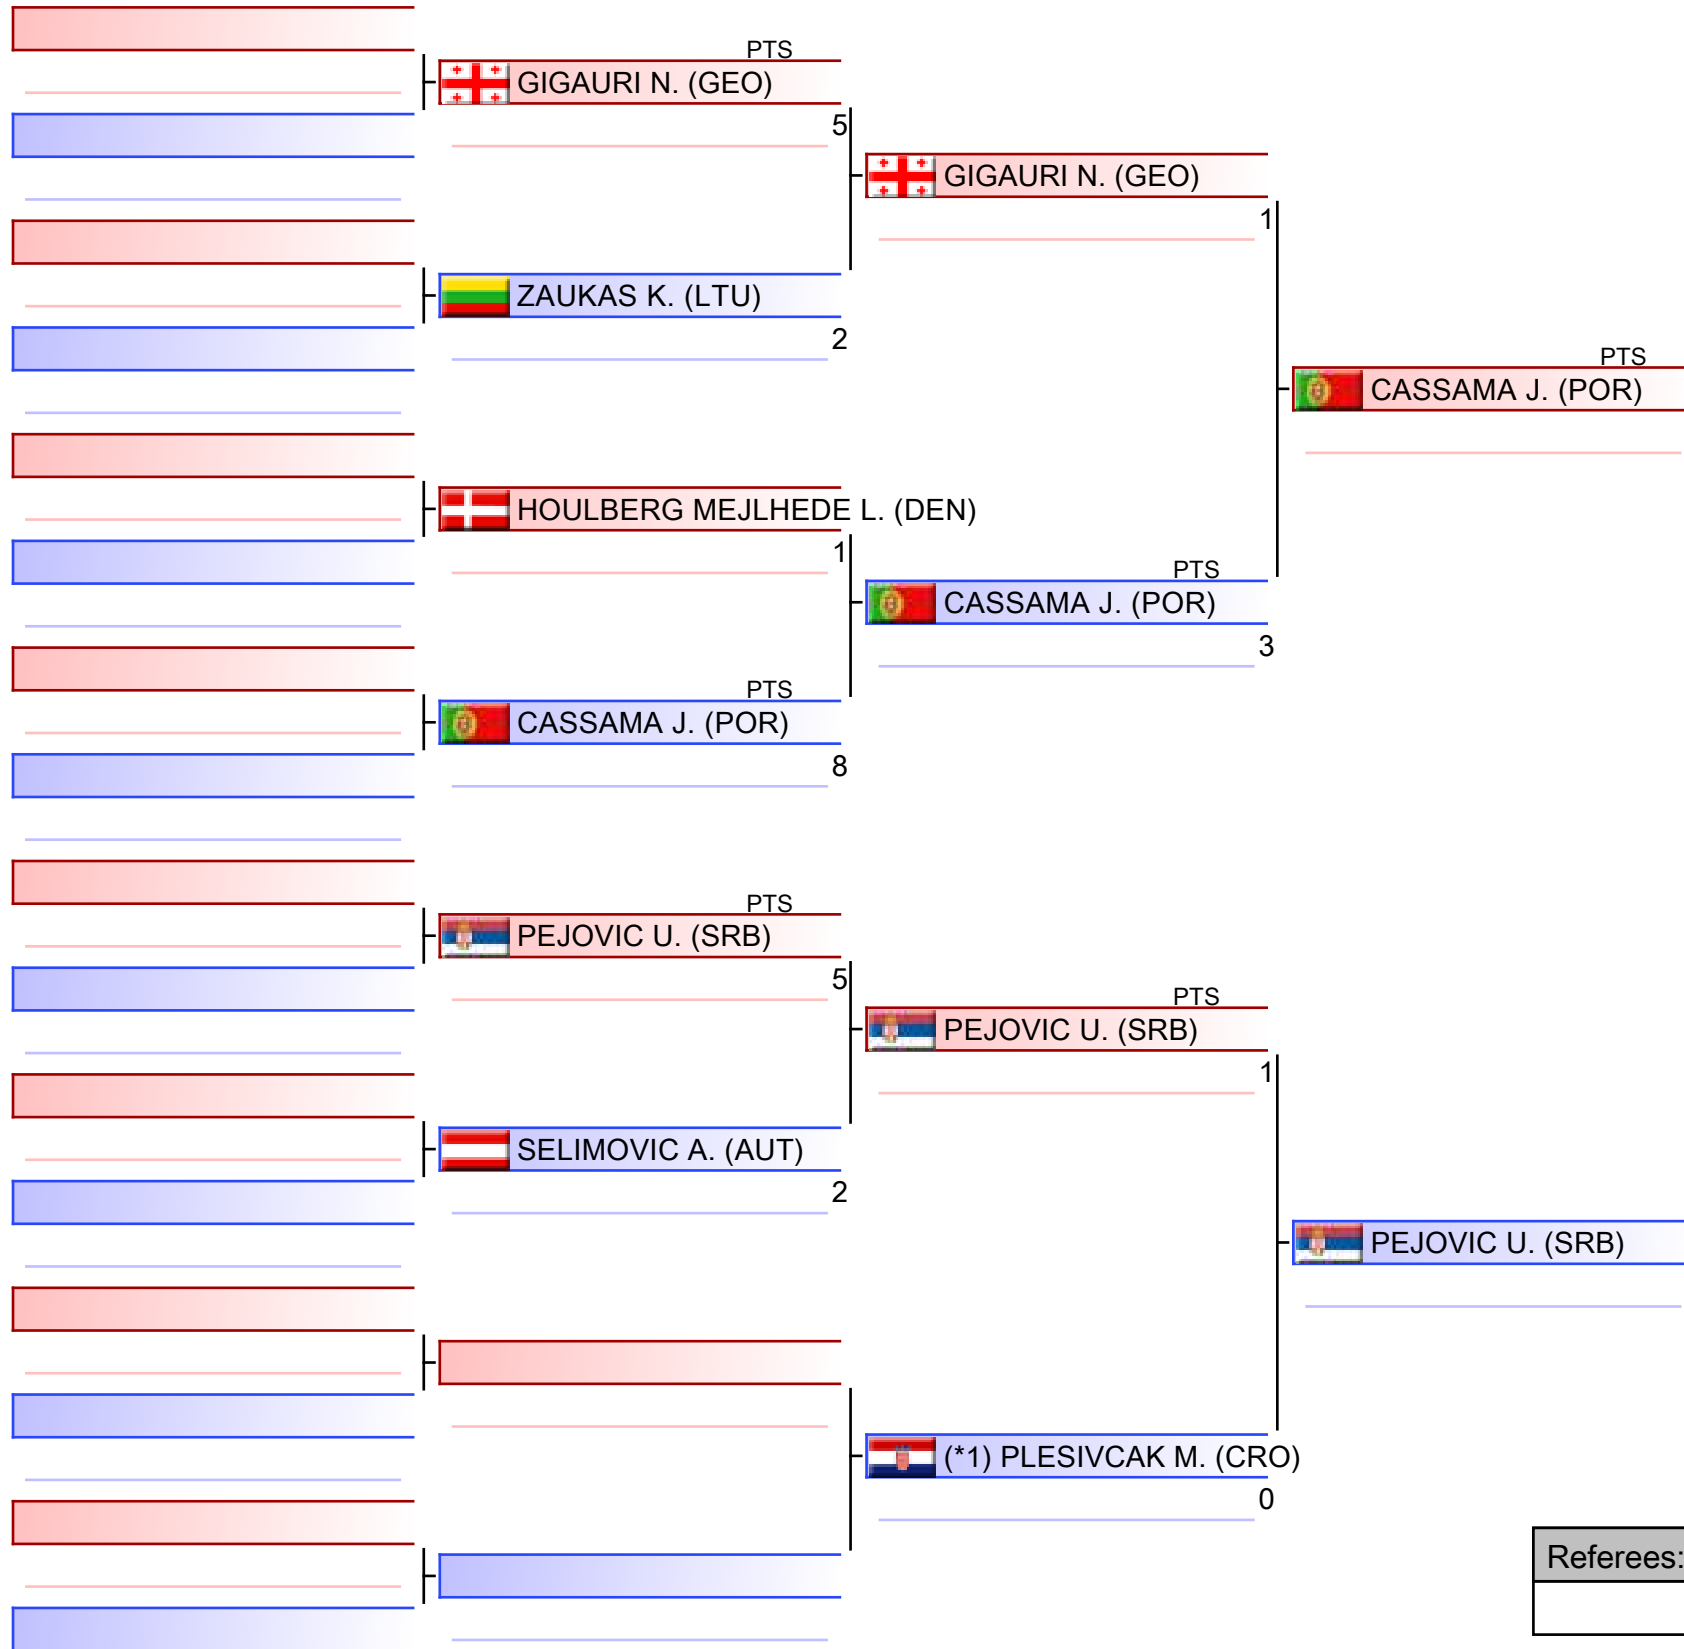 PTS
GIGAURI N. (GEO)
5
GIGAURI N. (GEO)
1
ZAUKAS K. (LTU)
2
PTS
CASSAMA J. (POR)
HOULBERG MEJLHEDE L. (DEN)
1
PTS
CASSAMA J. (POR)
3
PTS
CASSAMA J. (POR)
8
PTS
PEJOVIC U. (SRB)
5
PTS
PEJOVIC U. (SRB)
1
SELIMOVIC A. (AUT)
2
PEJOVIC U. (SRB)
(*1) PLESIVCAK M. (CRO)
0
Referees: